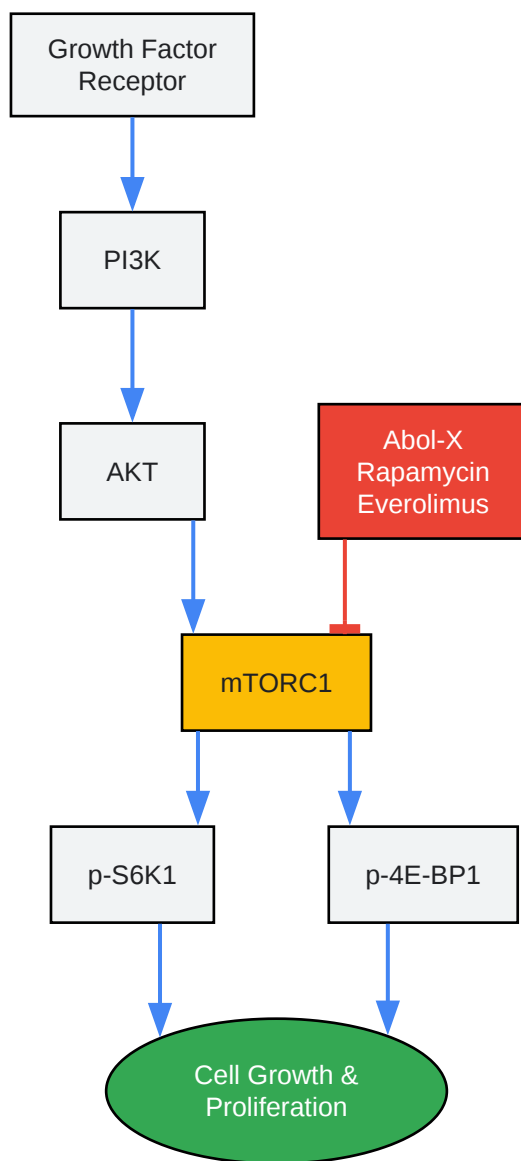 Growth Factor
Receptor
PI3K
AKT
Abol-X
Rapamycin
Everolimus
mTORC1
p-S6K1
p-4E-BP1
Cell Growth &
Proliferation